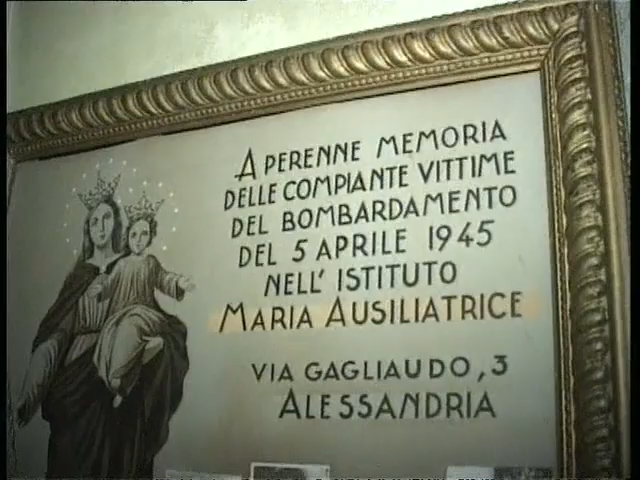 A PERENNE MEMORIA
DELLE COMPIANTE VITTIME
DEL BOMBARDAMENTO
DEL 5 APRILE 1945
NELL' ISTITUTO
MARIA AUSILIATRICE
VIA GAGLIAUDO, 3
ALESSANDRIA